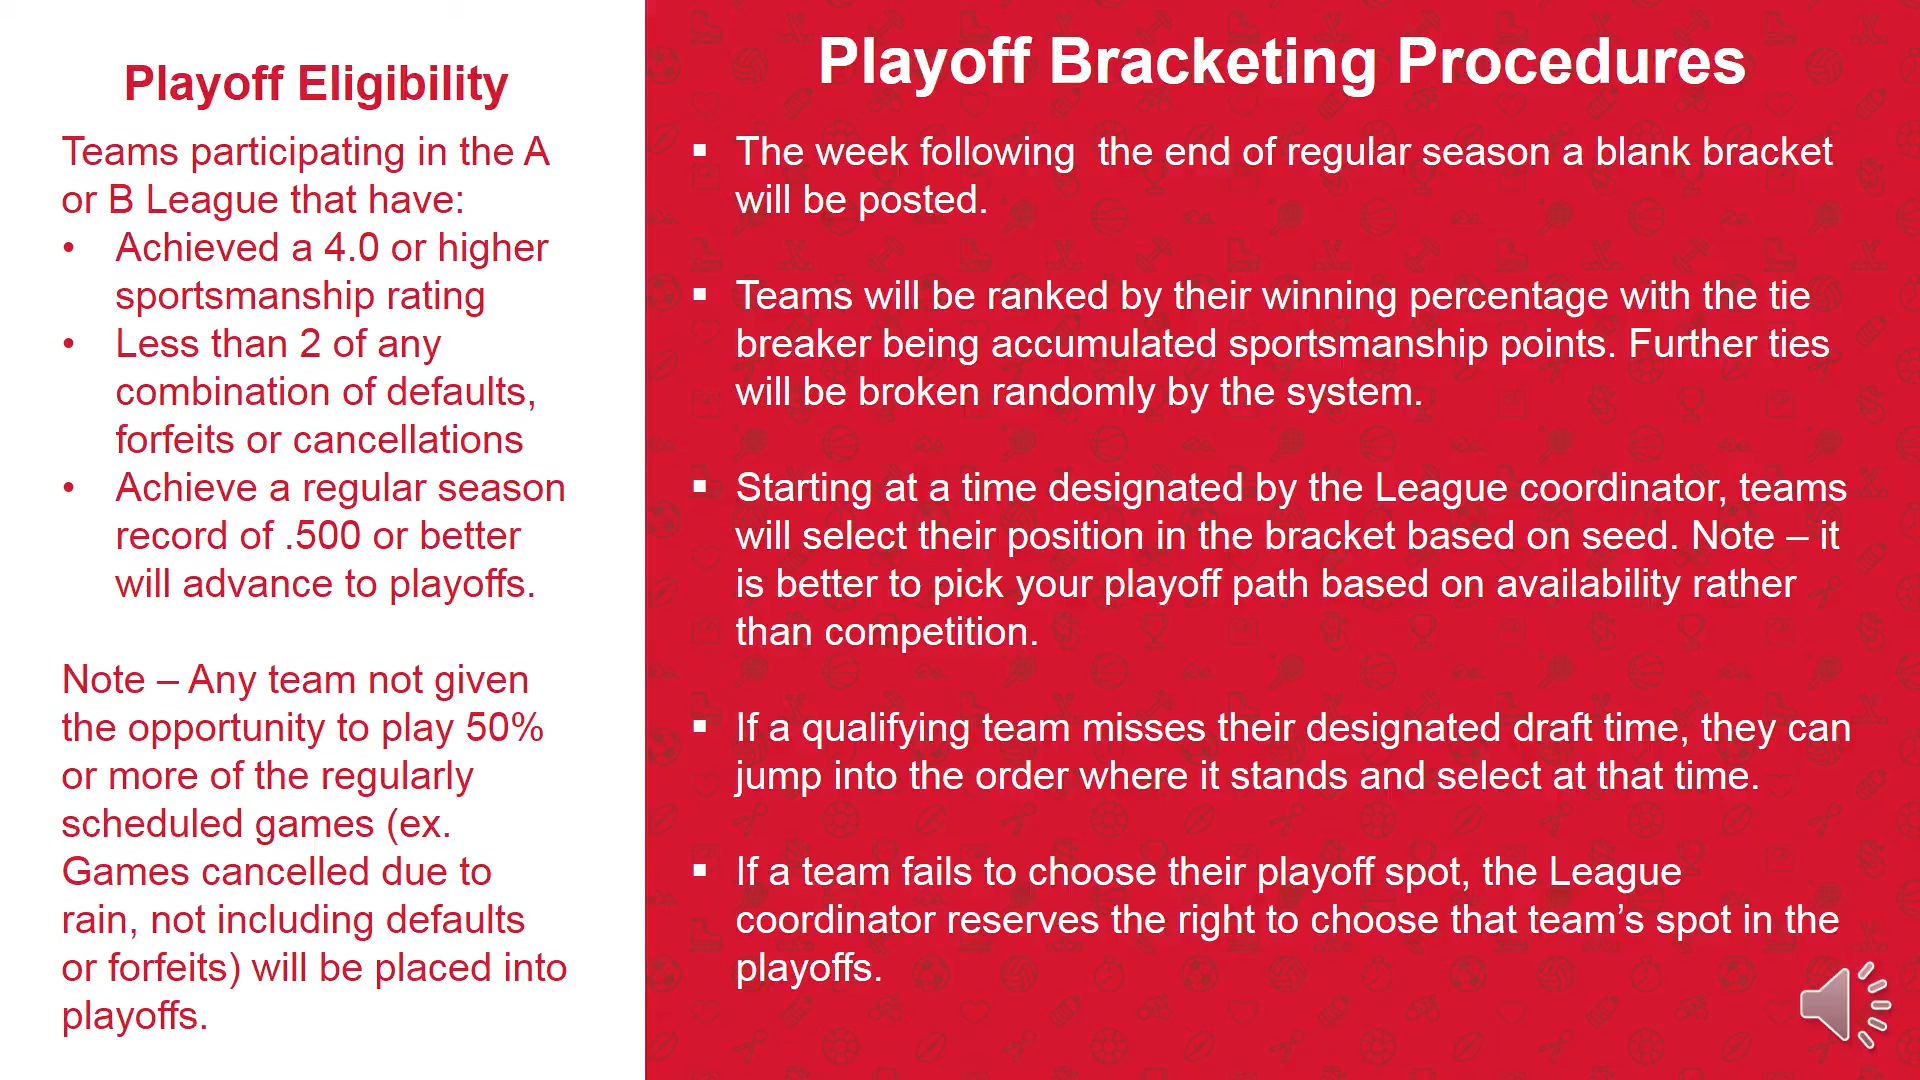 Playoff Eligibility
Teams participating in the A
or B League that have:
• Achieved a 4.0 or higher
sportsmanship rating
• Less than 2 of any
combination of defaults,
forfeits or cancellations
• Achieve a regular season
record of .500 or better
will advance to playoffs.
Note – Any team not given
the opportunity to play 50%
or more of the regularly
scheduled games (ex.
Games cancelled due to
rain, not including defaults
or forfeits) will be placed into
playoffs.
Playoff Bracketing Procedures
▪ The week following  the end of regular season a blank bracket
will be posted.
▪ Teams will be ranked by their winning percentage with the tie
breaker being accumulated sportsmanship points. Further ties
will be broken randomly by the system.
▪ Starting at a time designated by the League coordinator, teams
will select their position in the bracket based on seed. Note – it
is better to pick your playoff path based on availability rather
than competition.
▪ If a qualifying team misses their designated draft time, they can
jump into the order where it stands and select at that time.
▪ If a team fails to choose their playoff spot, the League
coordinator reserves the right to choose that team’s spot in the
playoffs.